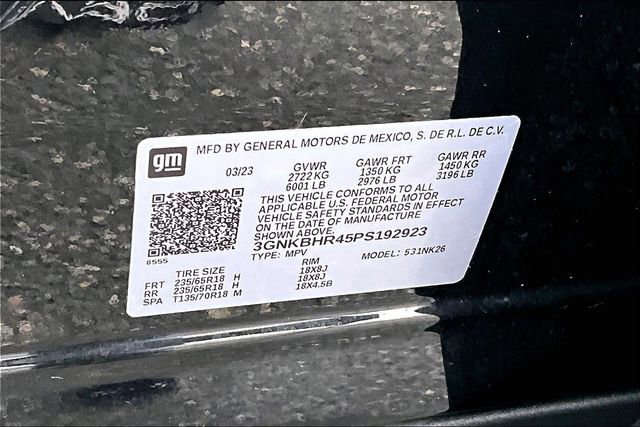 gm
MFD BY GENERAL MOTORS DE MEXICO, S. DE R.L. DE C.V.
03/23 GVWR GAWR FRT GAWR RR
2722 KG 1350 KG 1450 KG
6001 LB 2976 LB 3196 LB
THIS VEHICLE CONFORMS TO ALL
APPLICABLE U.S. FEDERAL MOTOR
VEHICLE SAFETY STANDARDS IN EFFECT
ON THE DATE OF MANUFACTURE
SHOWN ABOVE
3GNKBHR45PS192923
8555 TYPE: MPV MODEL: 531NK26
TIRE SIZE RIM
FRT 235/65R18 H 18X8J
RR 235/65R18 H 18X8J
SPA T135/70R18 M 18X4.5B